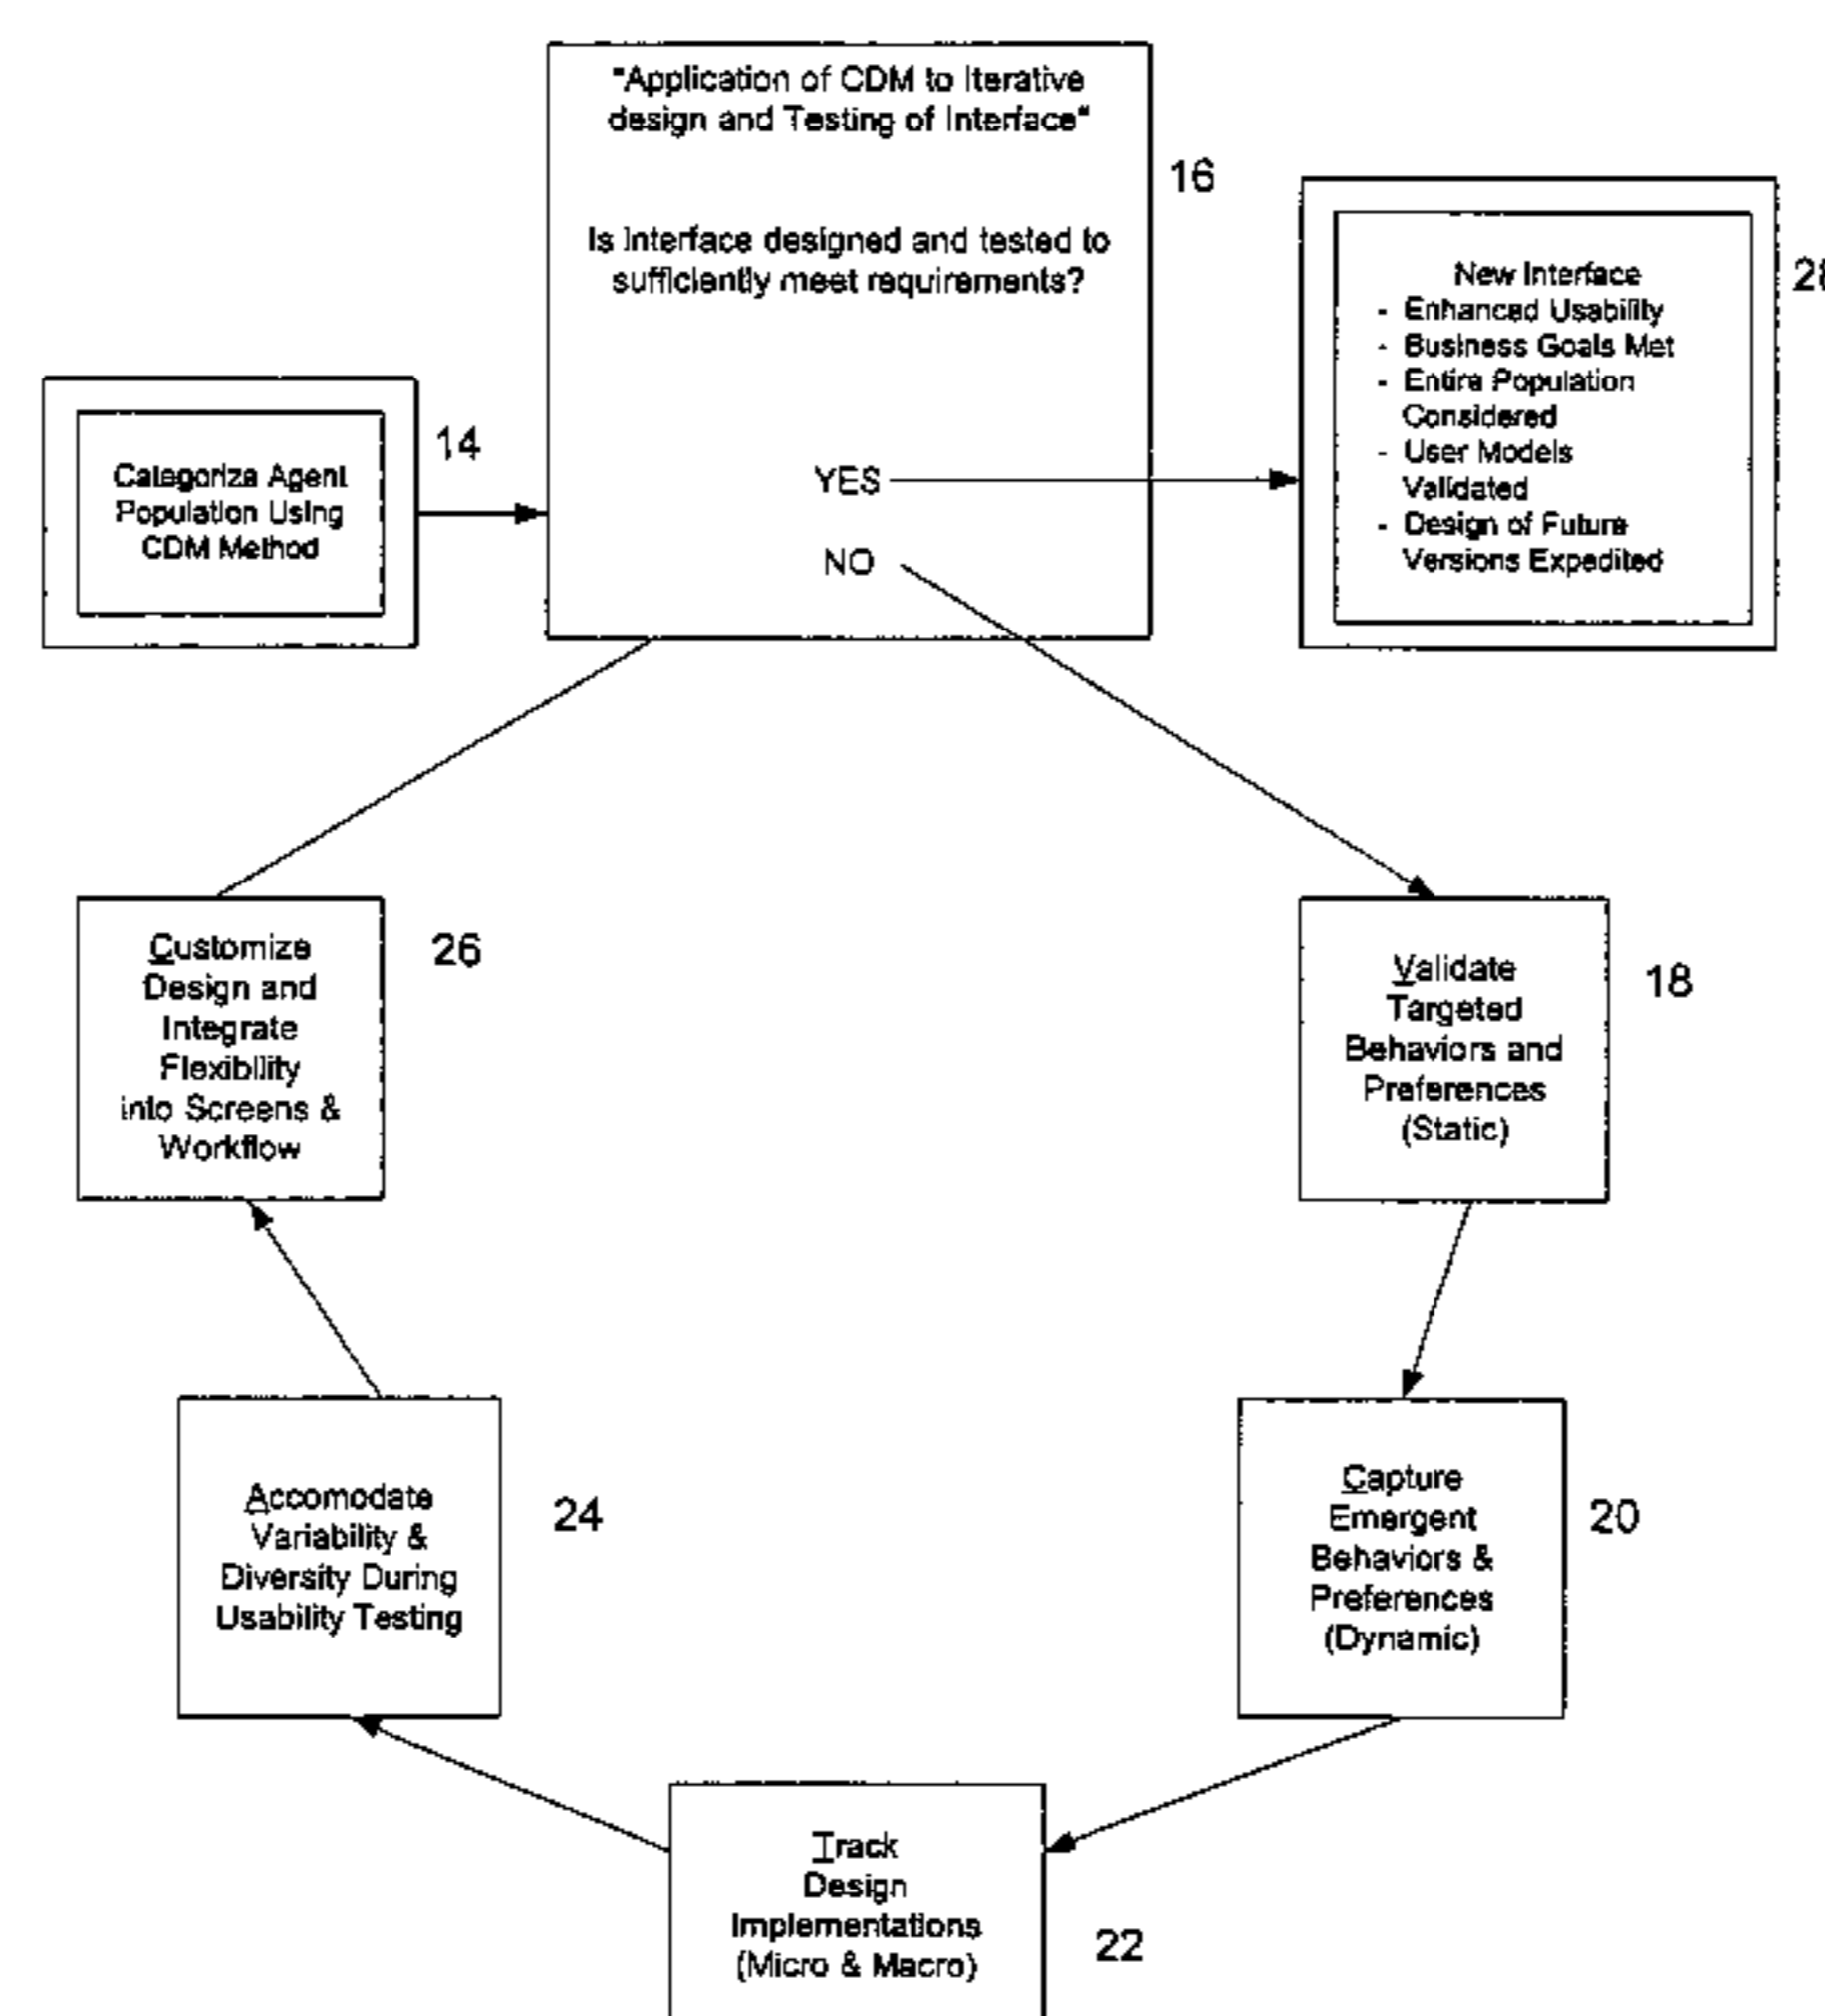 "Application of CDM to Iterative
design and Testing of Interface"
16
Is Interface designed and tested to
sufficiently meet requirements?
YES
NO
New Interface
- Enhanced Usability
- Business Goals Met
- Entire Population
Considered
- User Models
Validated
- Design of Future
Versions Expedited
28
Categorize Agent
Population Using
CDM Method
14
Customize
Design and
Integrate
Flexibility
into Screens &
Workflow
26
Validate
Targeted
Behaviors and
Preferences
(Static)
18
Accomodate
Variability &
Diversity During
Usability Testing
24
Capture
Emergent
Behaviors &
Preferences
(Dynamic)
20
Track
Design
Implementations
(Micro & Macro)
22